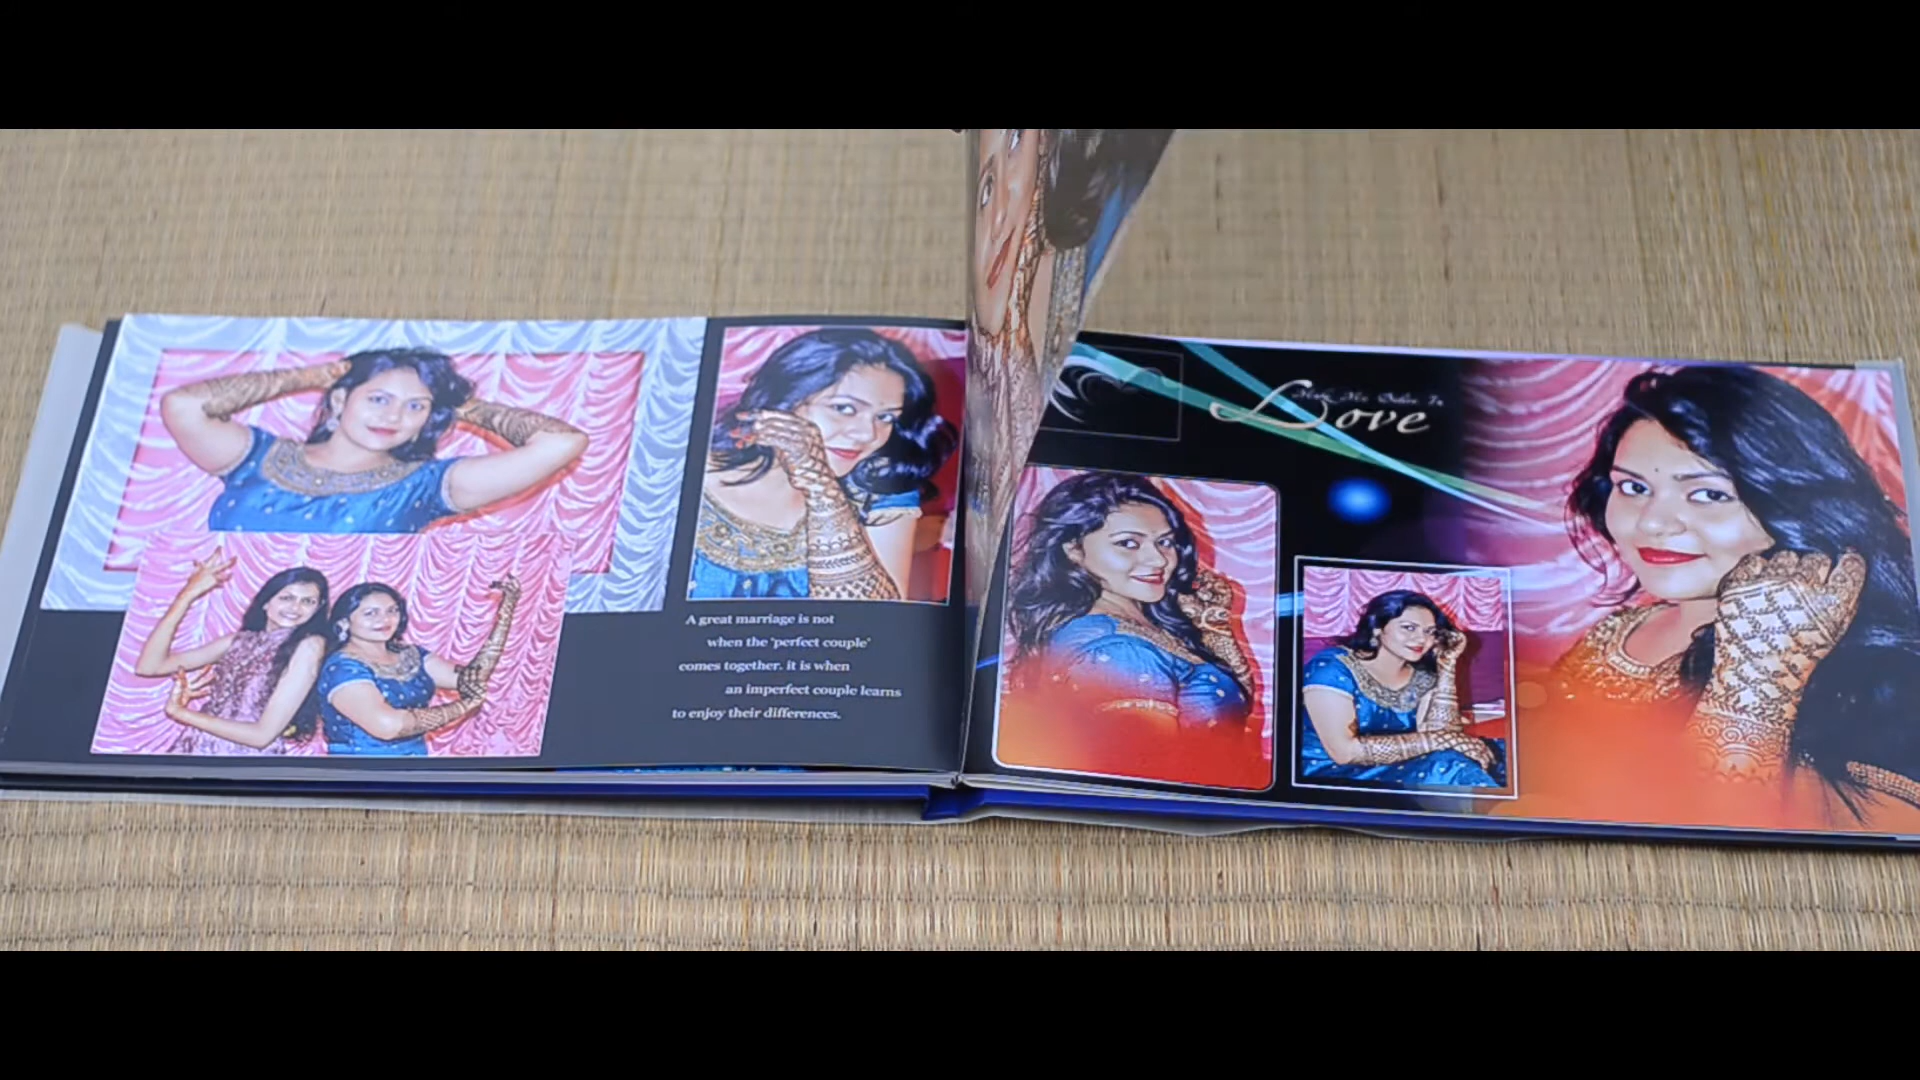 A great marriage is not
when the "perfect couple"
comes together. it is when
an imperfect couple learns
to enjoy their differences.
Love